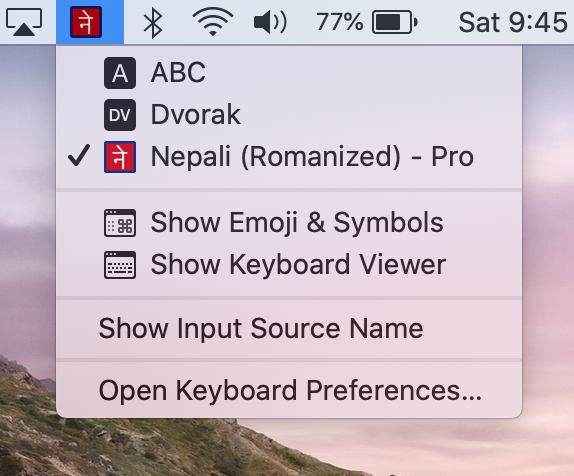 ने 77% Sat 9:45
A ABC
DV Dvorak
ने Nepali (Romanized) - Pro
Show Emoji & Symbols
Show Keyboard Viewer
Show Input Source Name
Open Keyboard Preferences...